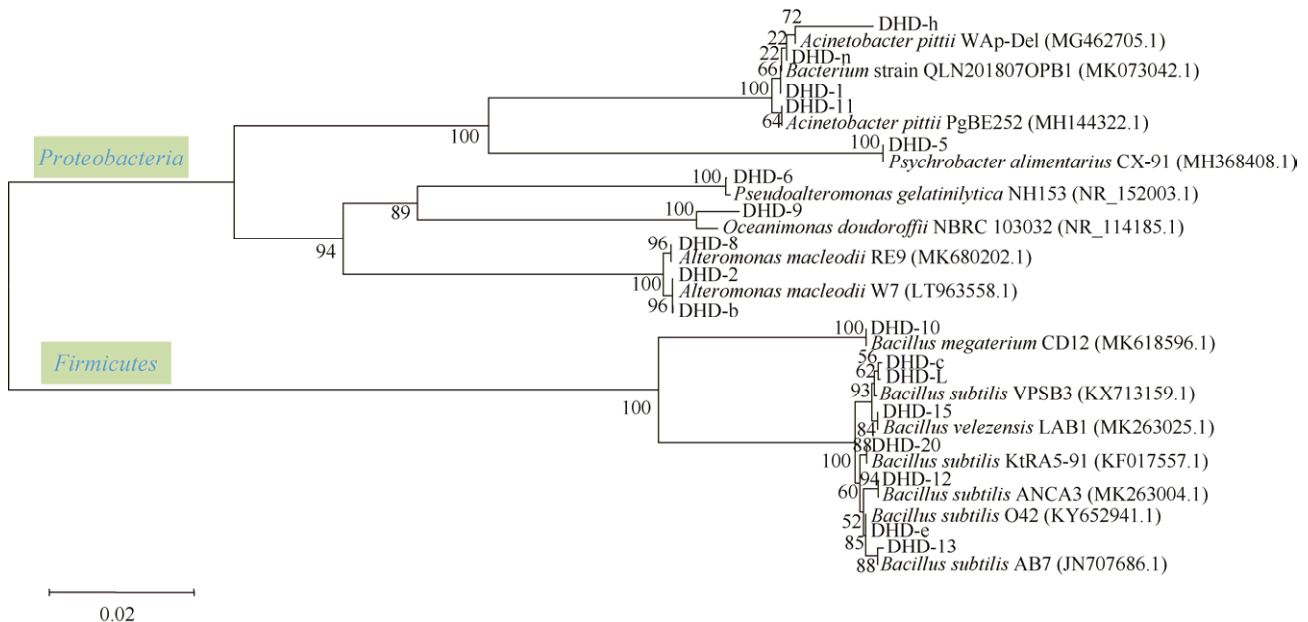 72
DHD-h
22
Acinetobacter pittii WAp-Del (MG462705.1)
22
DHD-n
66
Bacterium strain QLN201807OPB1 (MK073042.1)
100
DHD-1
DHD-11
64
Acinetobacter pittii PgBE252 (MH144322.1)
100
100
DHD-5
Psychrobacter alimentarius CX-91 (MH368408.1)
Proteobacteria
100
DHD-6
Pseudoalteromonas gelatinilytica NH153 (NR_152003.1)
89
100
DHD-9
Oceanimonas doudoroffii NBRC 103032 (NR_114185.1)
94
96
DHD-8
Alteromonas macleodii RE9 (MK680202.1)
100
DHD-2
Alteromonas macleodii W7 (LT963558.1)
96
DHD-b
100
DHD-10
Bacillus megaterium CD12 (MK618596.1)
Firmicutes
56
DHD-c
62
DHD-L
93
Bacillus subtilis VPSB3 (KX713159.1)
100
DHD-15
84
Bacillus velezensis LAB1 (MK263025.1)
88
DHD-20
100
Bacillus subtilis KtRA5-91 (KF017557.1)
94
DHD-12
60
Bacillus subtilis ANCA3 (MK263004.1)
Bacillus subtilis O42 (KY652941.1)
52
DHD-e
85
DHD-13
88
Bacillus subtilis AB7 (JN707686.1)
0.02